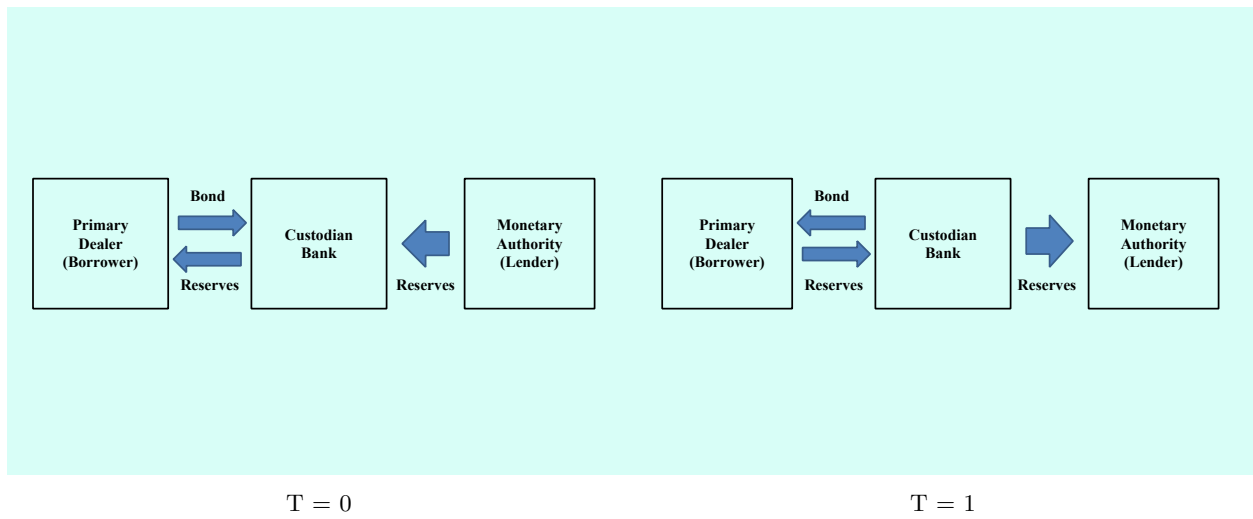 Bond
Primary
Dealer
(Borrower)
Custodian
Bank
Monetary
Authority
(Lender)
Reserves
Reserves
T = 0
Bond
Primary
Dealer
(Borrower)
Custodian
Bank
Monetary
Authority
(Lender)
Reserves
Reserves
T = 1